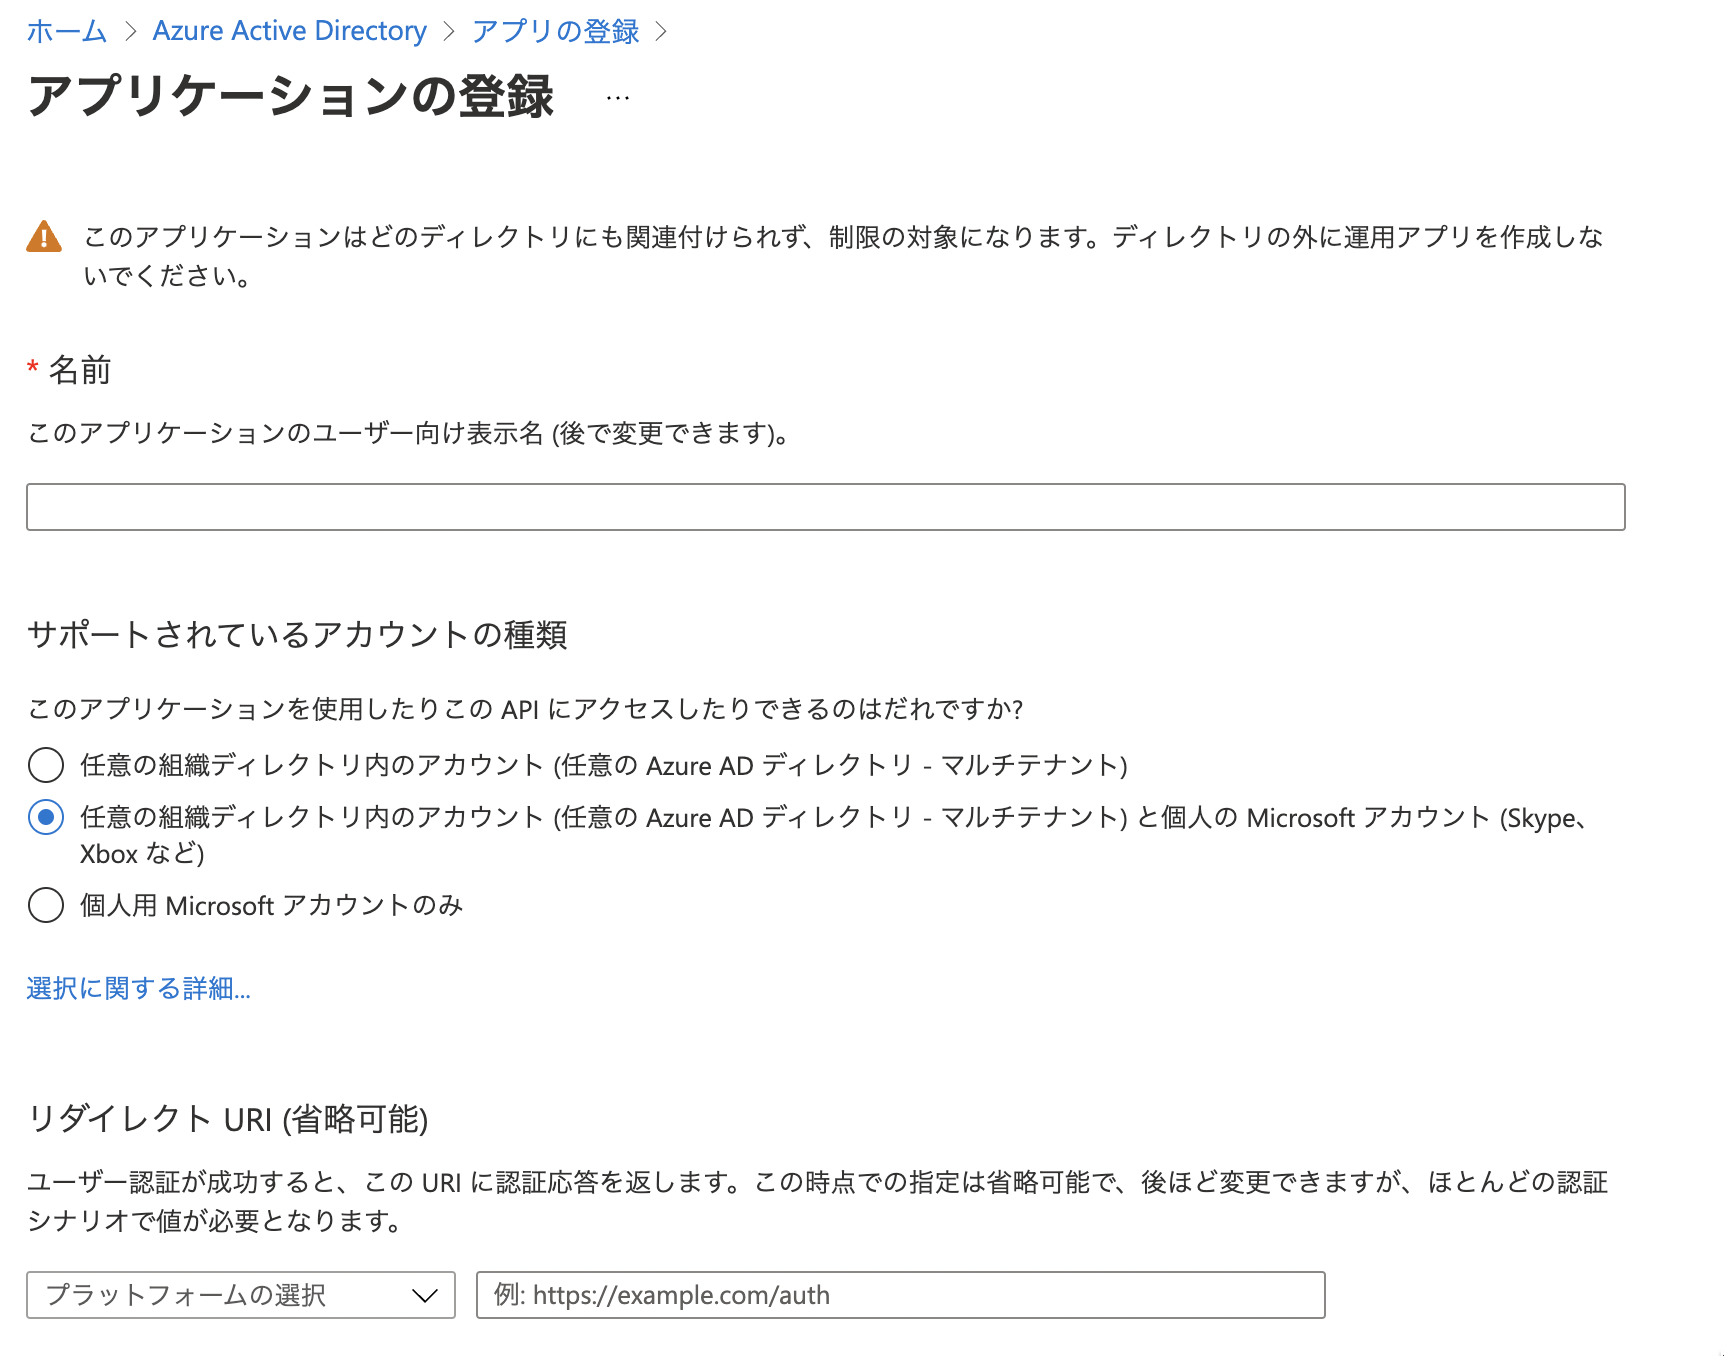 ホーム > Azure Active Directory > アプリの登録 >
アプリケーションの登録 …
このアプリケーションはどのディレクトリにも関連付けられず、制限の対象になります。ディレクトリの外に運用アプリを作成しな
いでください。
* 名前
このアプリケーションのユーザー向け表示名 (後で変更できます)。
サポートされているアカウントの種類
このアプリケーションを使用したりこの API にアクセスしたりできるのはだれですか?
任意の組織ディレクトリ内のアカウント (任意の Azure AD ディレクトリ - マルチテナント)
任意の組織ディレクトリ内のアカウント (任意の Azure AD ディレクトリ - マルチテナント) と個人の Microsoft アカウント (Skype、
Xbox など)
個人用 Microsoft アカウントのみ
選択に関する詳細...
リダイレクト URI (省略可能)
ユーザー認証が成功すると、この URI に認証応答を返します。この時点での指定は省略可能で、後ほど変更できますが、ほとんどの認証
シナリオで値が必要となります。
プラットフォームの選択 例: https://example.com/auth